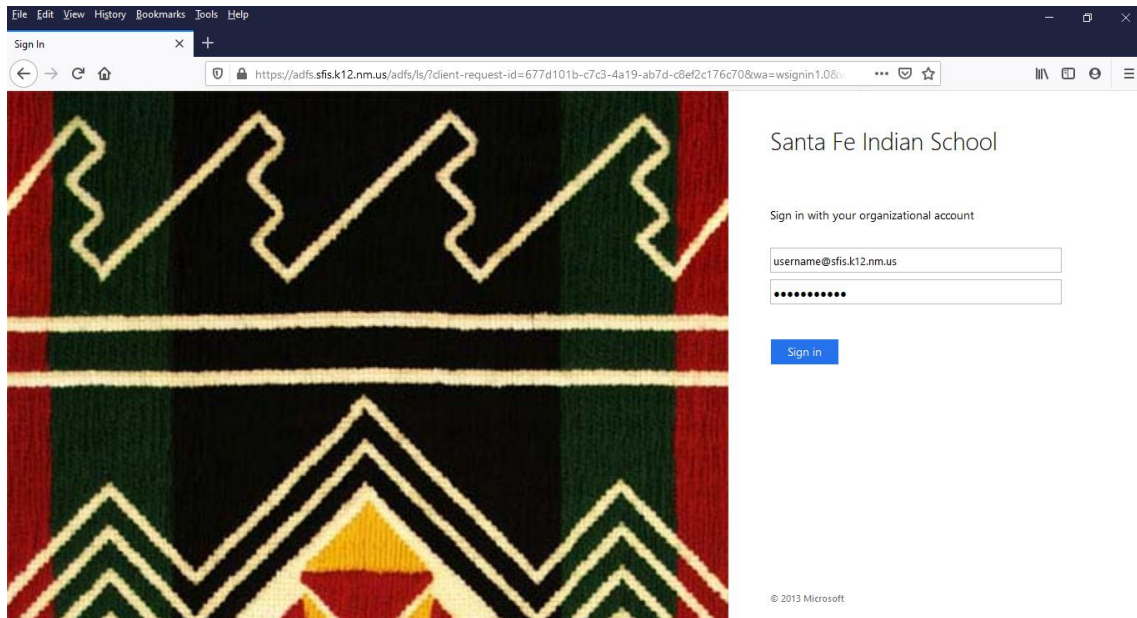 File Edit View History Bookmarks Tools Help
Sign In
https://adfs.sfis.k12.nm.us/adfs/ls/?client-request-id=677d101b-c7c3-4a19-ab7d-c8ef2c176c70&wa=wsignin1.0&
Santa Fe Indian School
Sign in with your organizational account
username@sfis.k12.nm.us
•••••••••••
Sign in
© 2013 Microsoft